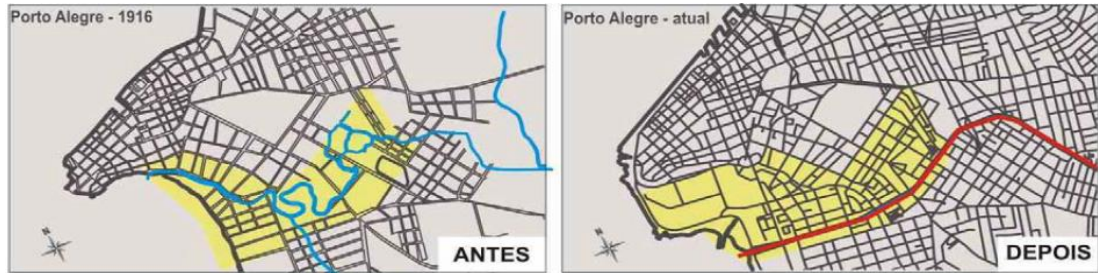 Porto Alegre - 1916
ANTES
Porto Alegre - atual
DEPOIS